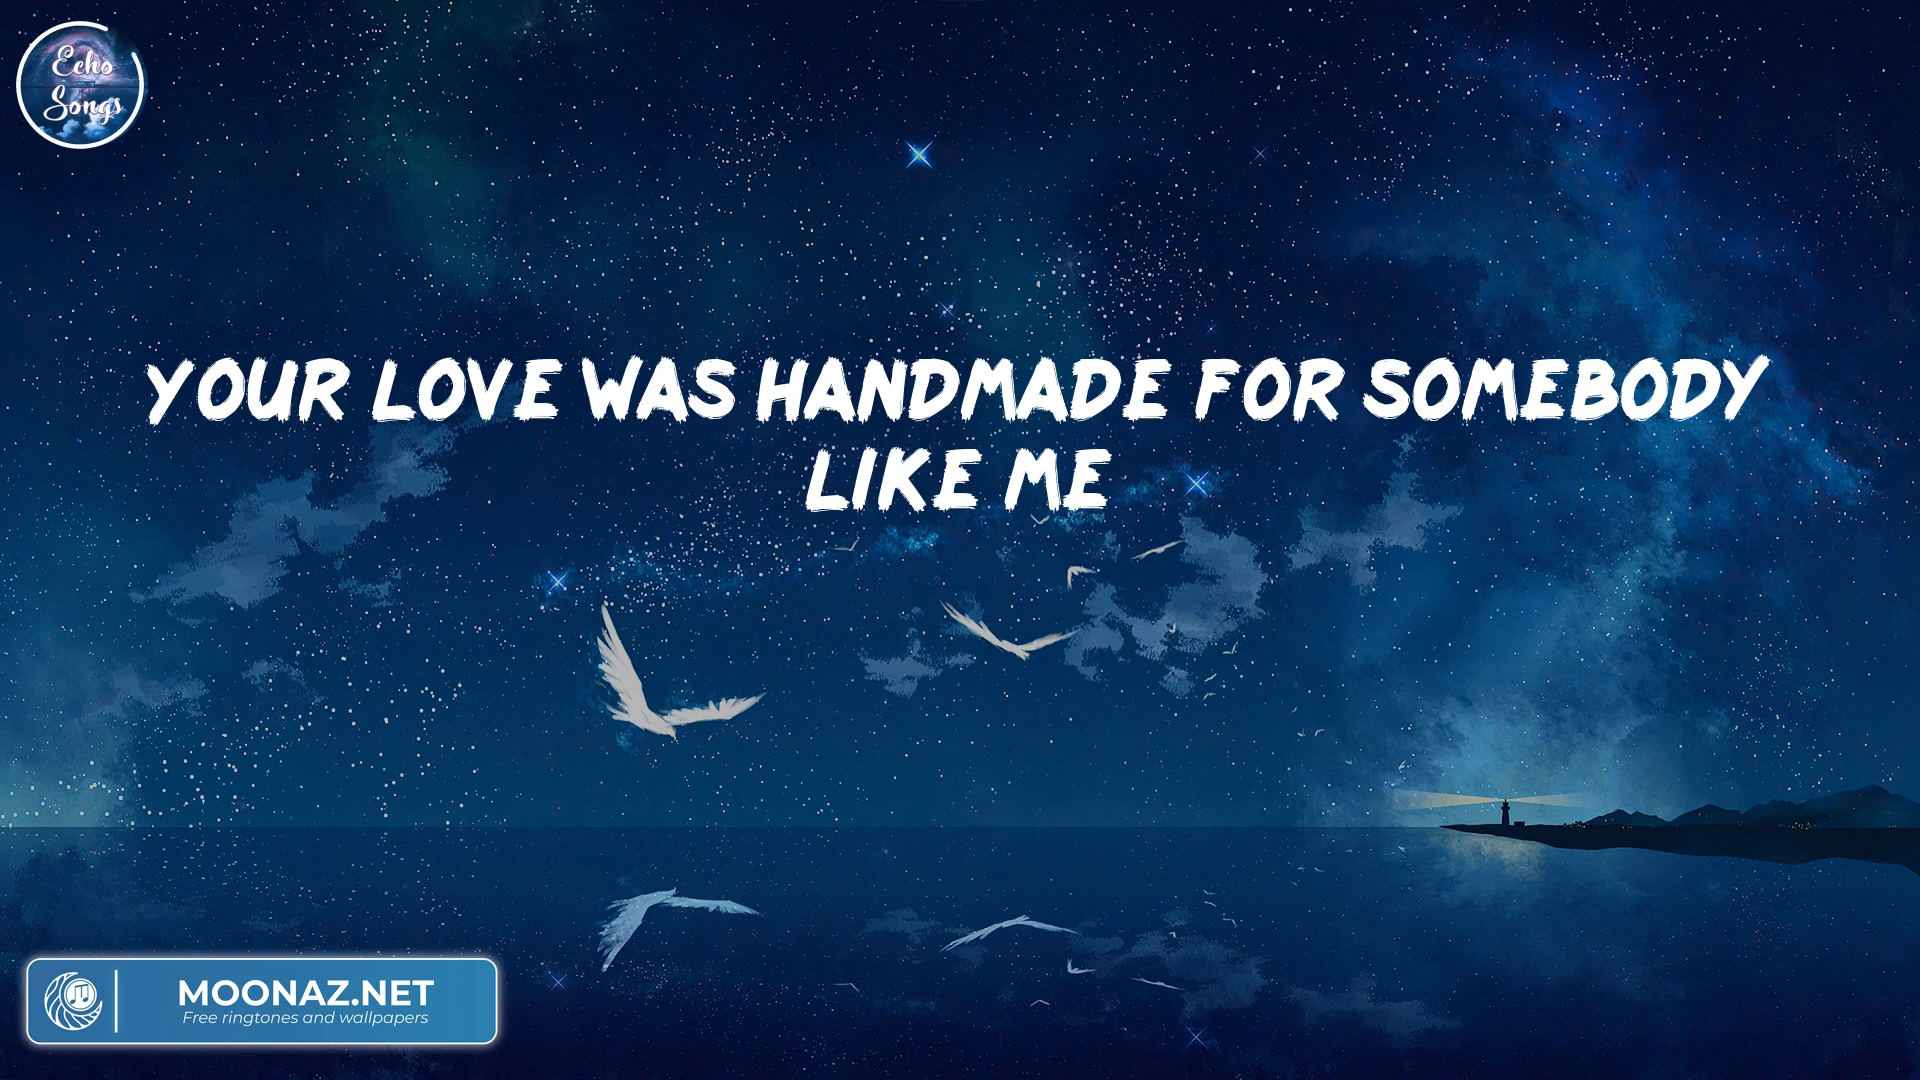 Echo
Songs
YOUR LOVE WAS HANDMADE FOR SOMEBODY
LIKE ME
MOONAZ.NET
Free ringtones and wallpapers